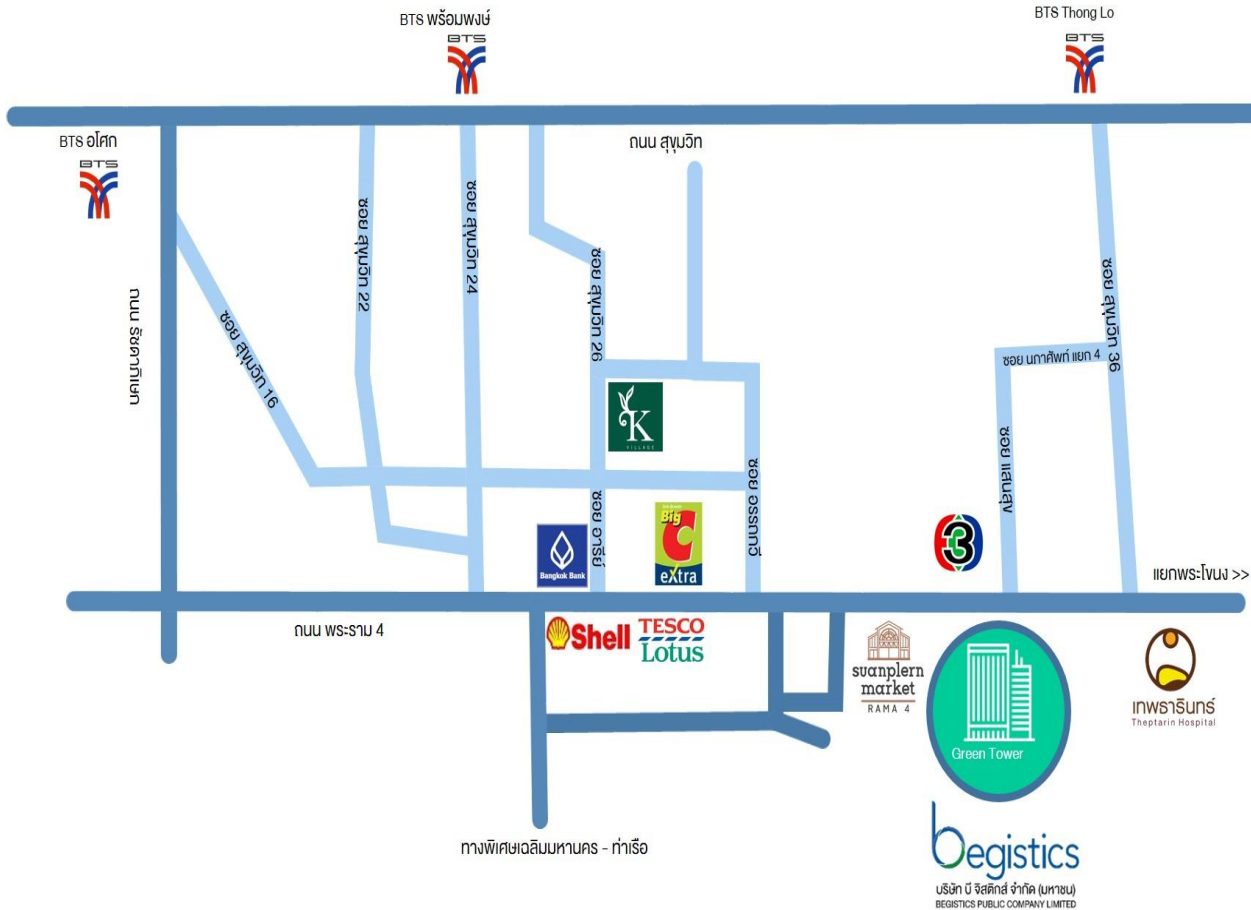 BTS พร้อมพงษ์
BTS
BTS Thong Lo
BTS
BTS อโศก
BTS
ถนน สุขุมวิท
ถนน รัชดาภิเษก
ซอย สุขุมวิท 16
ซอย สุขุมวิท 22
ซอย สุขุมวิท 24
ซอย สุขุมวิท 26
ซอย สุขุมวิท 36
ซอย นภาศัพท์ แยก 4
ซอย แสนสุข
K
VILLAGE
ซอย อารีย์
ซอย อรรถกวี
Bangkok Bank
Big
C
extra
3
แยกพระโขนง >>
ถนน พระราม 4
Shell
TESCO
Lotus
suanplern
market
RAMA 4
Green Tower
เทพธารินทร์
Theptarin Hospital
ทางพิเศษเฉลิมมหานคร - ท่าเรือ
begistics
บริษัท บี จิสติกส์ จำกัด (มหาชน)
BEGISTICS PUBLIC COMPANY LIMITED